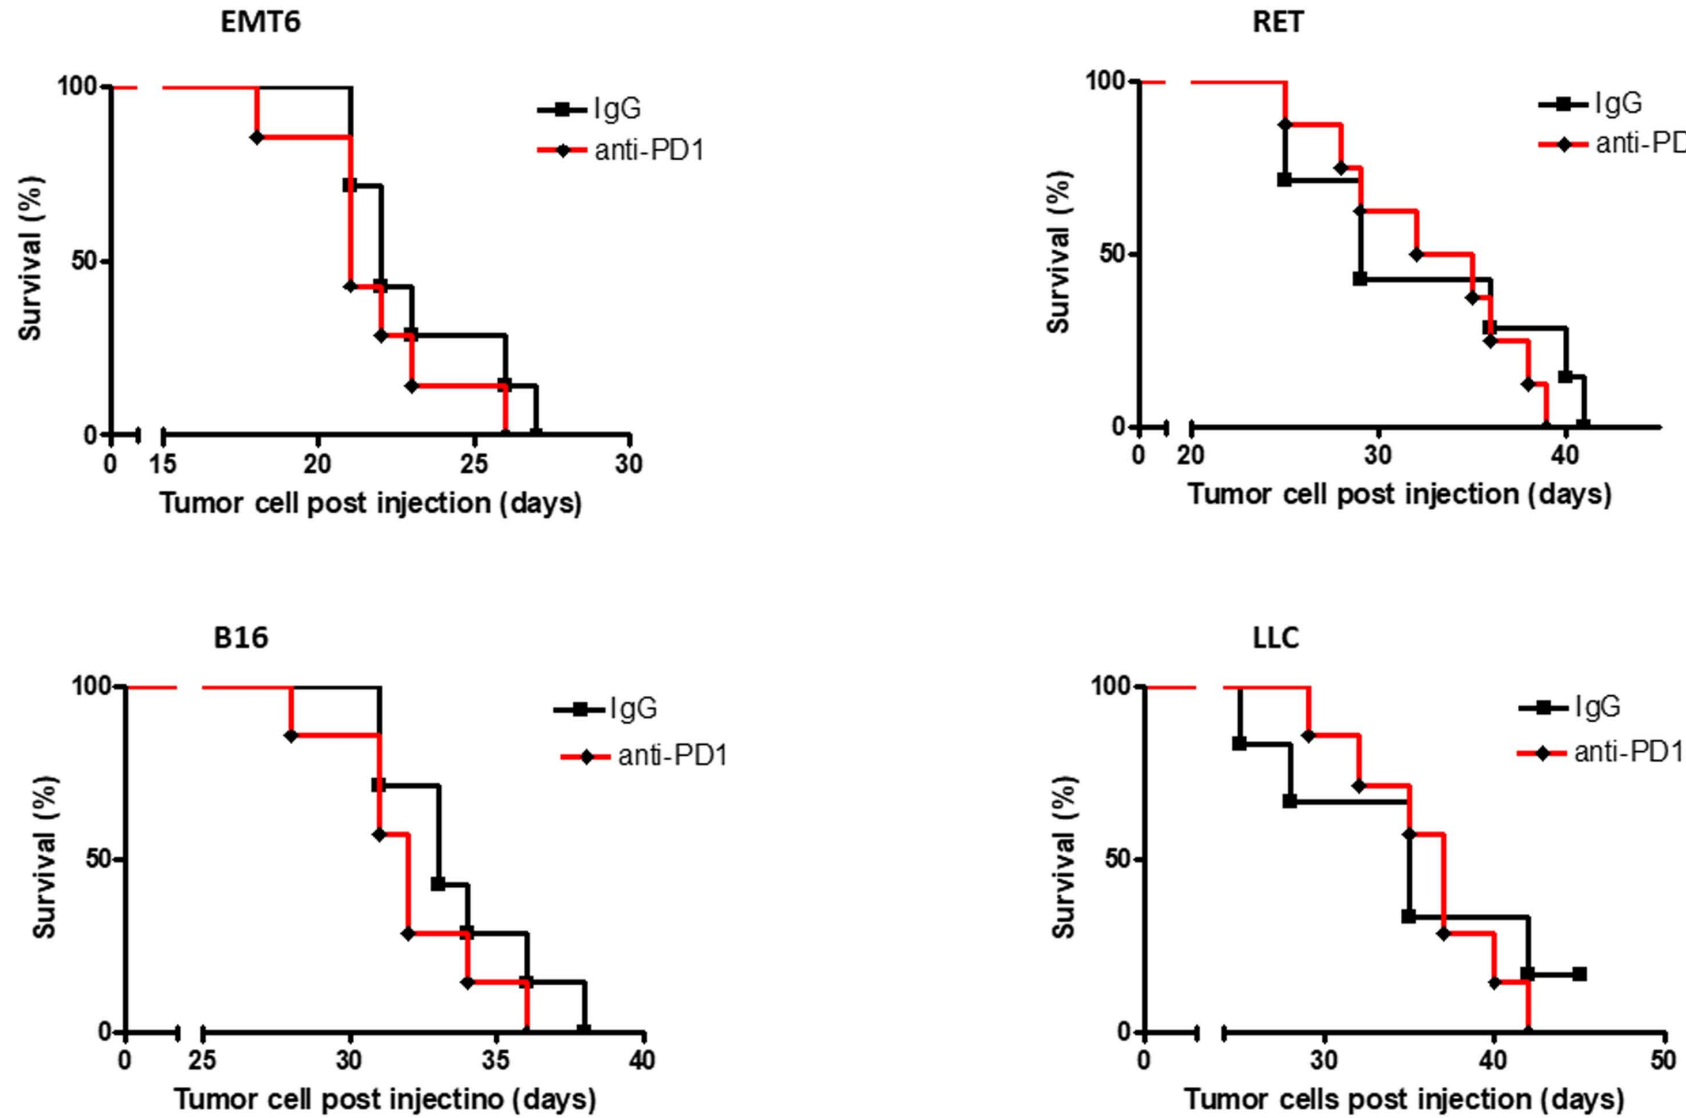 EMT6
100
50
0
0 15 20 25 30
Survival (%)
Tumor cell post injection (days)
IgG
anti-PD1
RET
100
50
0
0 20 30 40
Survival (%)
Tumor cell post injection (days)
IgG
anti-PD
B16
100
50
0
0 25 30 35 40
Survival (%)
Tumor cell post injectino (days)
IgG
anti-PD1
LLC
100
50
0
0 30 40 50
Survival (%)
Tumor cells post injection (days)
IgG
anti-PD1